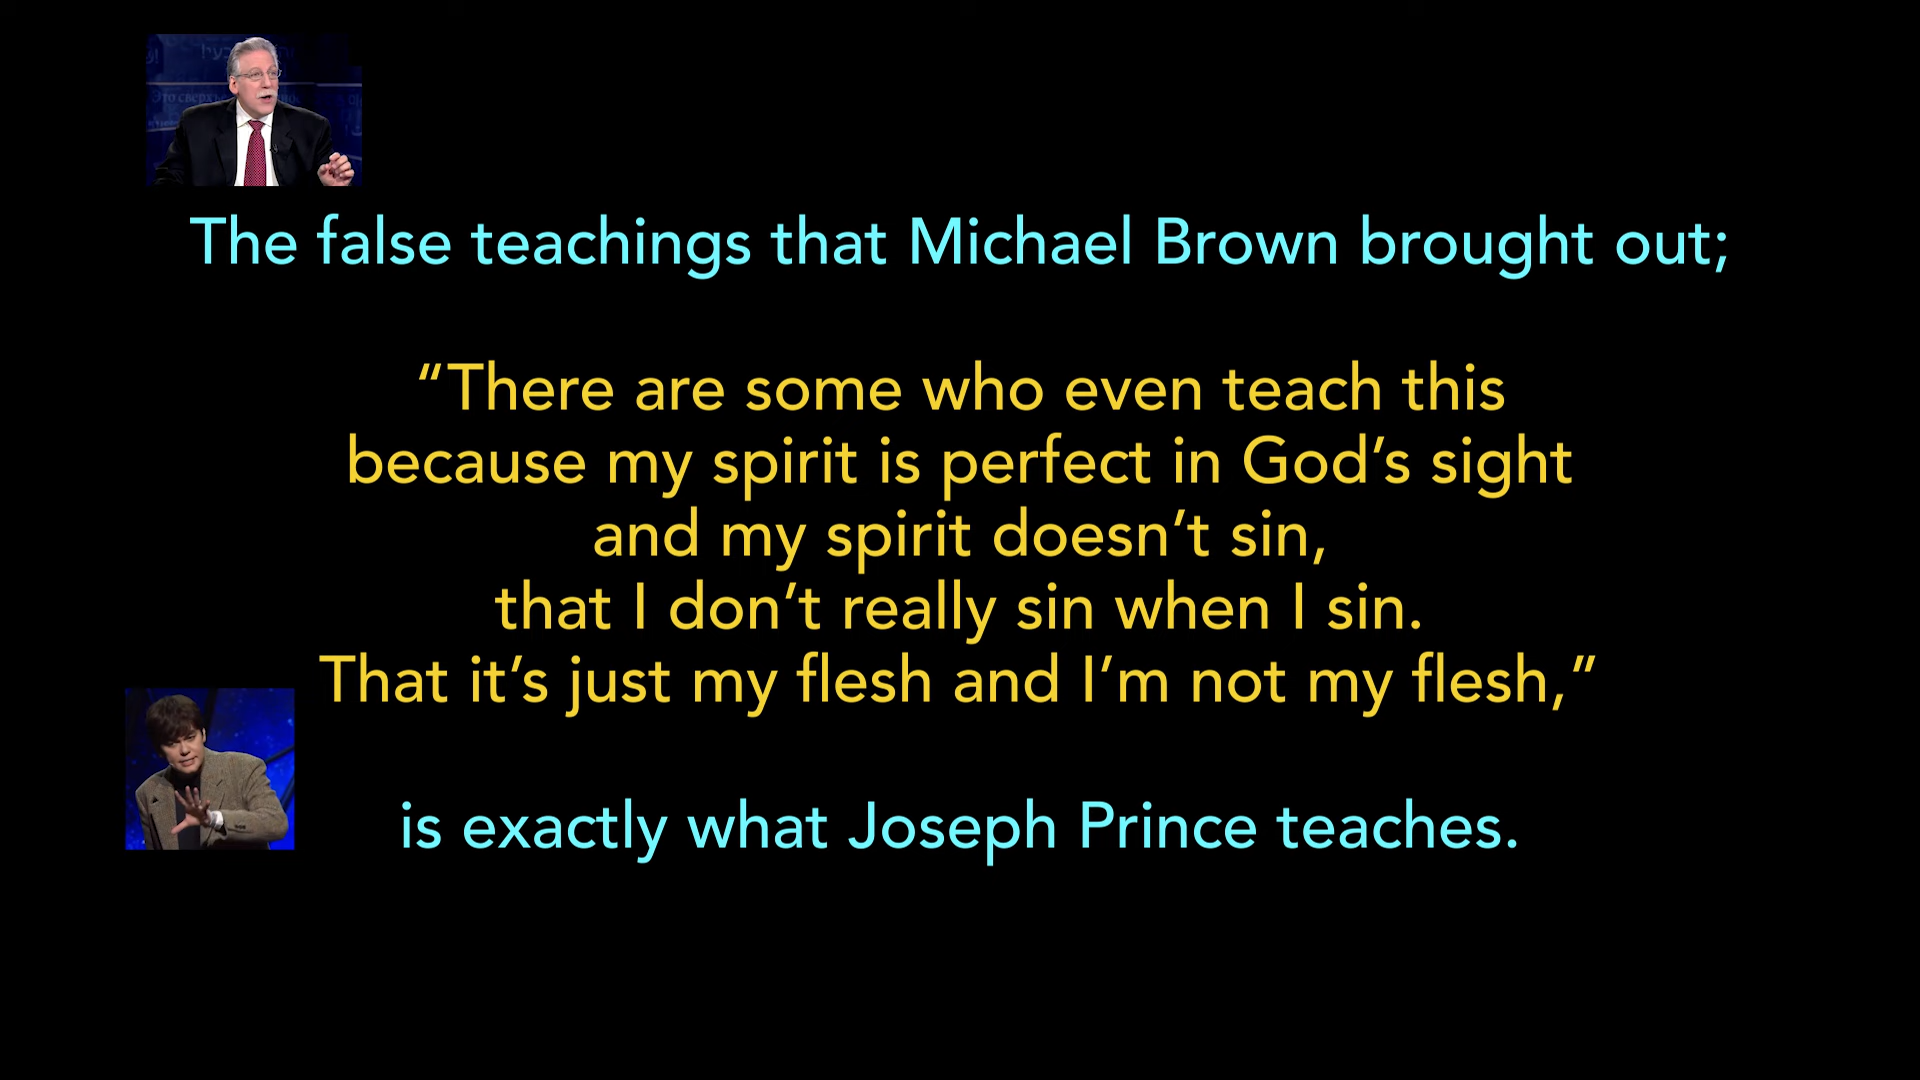 The false teachings that Michael Brown brought out;
“There are some who even teach this
because my spirit is perfect in God’s sight
and my spirit doesn’t sin,
that I don’t really sin when I sin.
That it’s just my flesh and I’m not my flesh,”
is exactly what Joseph Prince teaches.